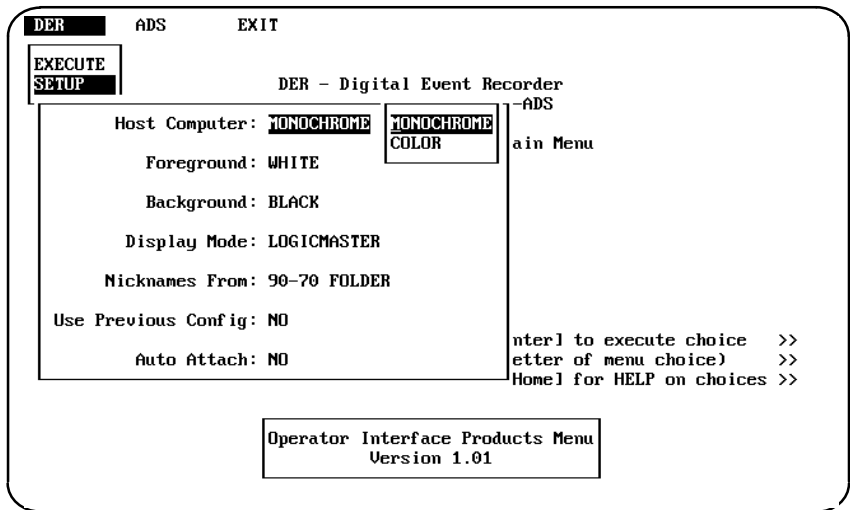 DER ADS EXIT
EXECUTE
SETUP
DER - Digital Event Recorder
-ADS
Host Computer: MONOCHROME
MONOCHROME
COLOR
ain Menu
Foreground: WHITE
Background: BLACK
Display Mode: LOGICMASTER
Nicknames From: 90-70 FOLDER
Use Previous Config: NO
nter] to execute choice >>
Auto Attach: NO
etter of menu choice) >>
Home] for HELP on choices >>
Operator Interface Products Menu
Version 1.01